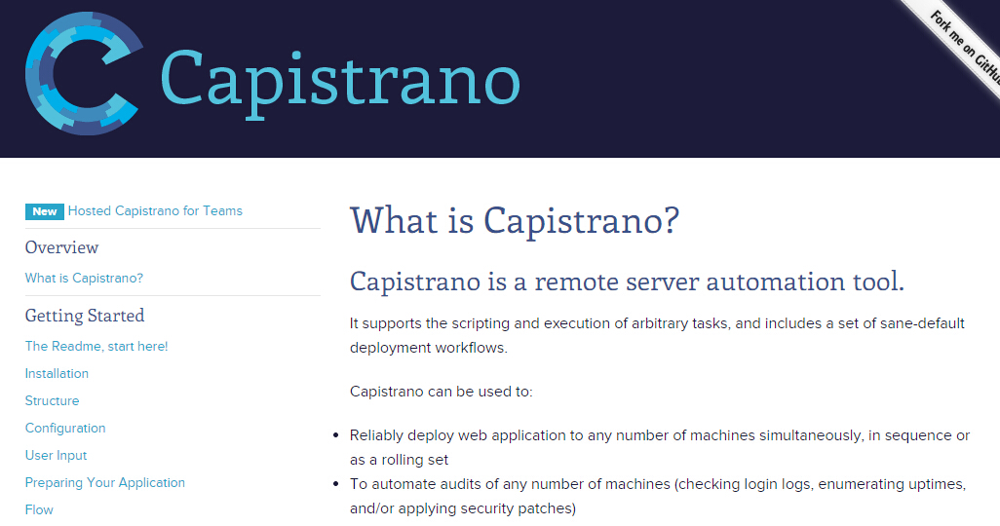 Capistrano
Fork me on GitHub
New Hosted Capistrano for Teams
Overview
What is Capistrano?
Getting Started
The Readme, start here!
Installation
Structure
Configuration
User Input
Preparing Your Application
Flow
What is Capistrano?
Capistrano is a remote server automation tool.
It supports the scripting and execution of arbitrary tasks, and includes a set of sane-default
deployment workflows.
Capistrano can be used to:
• Reliably deploy web application to any number of machines simultaneously, in sequence or
as a rolling set
• To automate audits of any number of machines (checking login logs, enumerating uptimes,
and/or applying security patches)